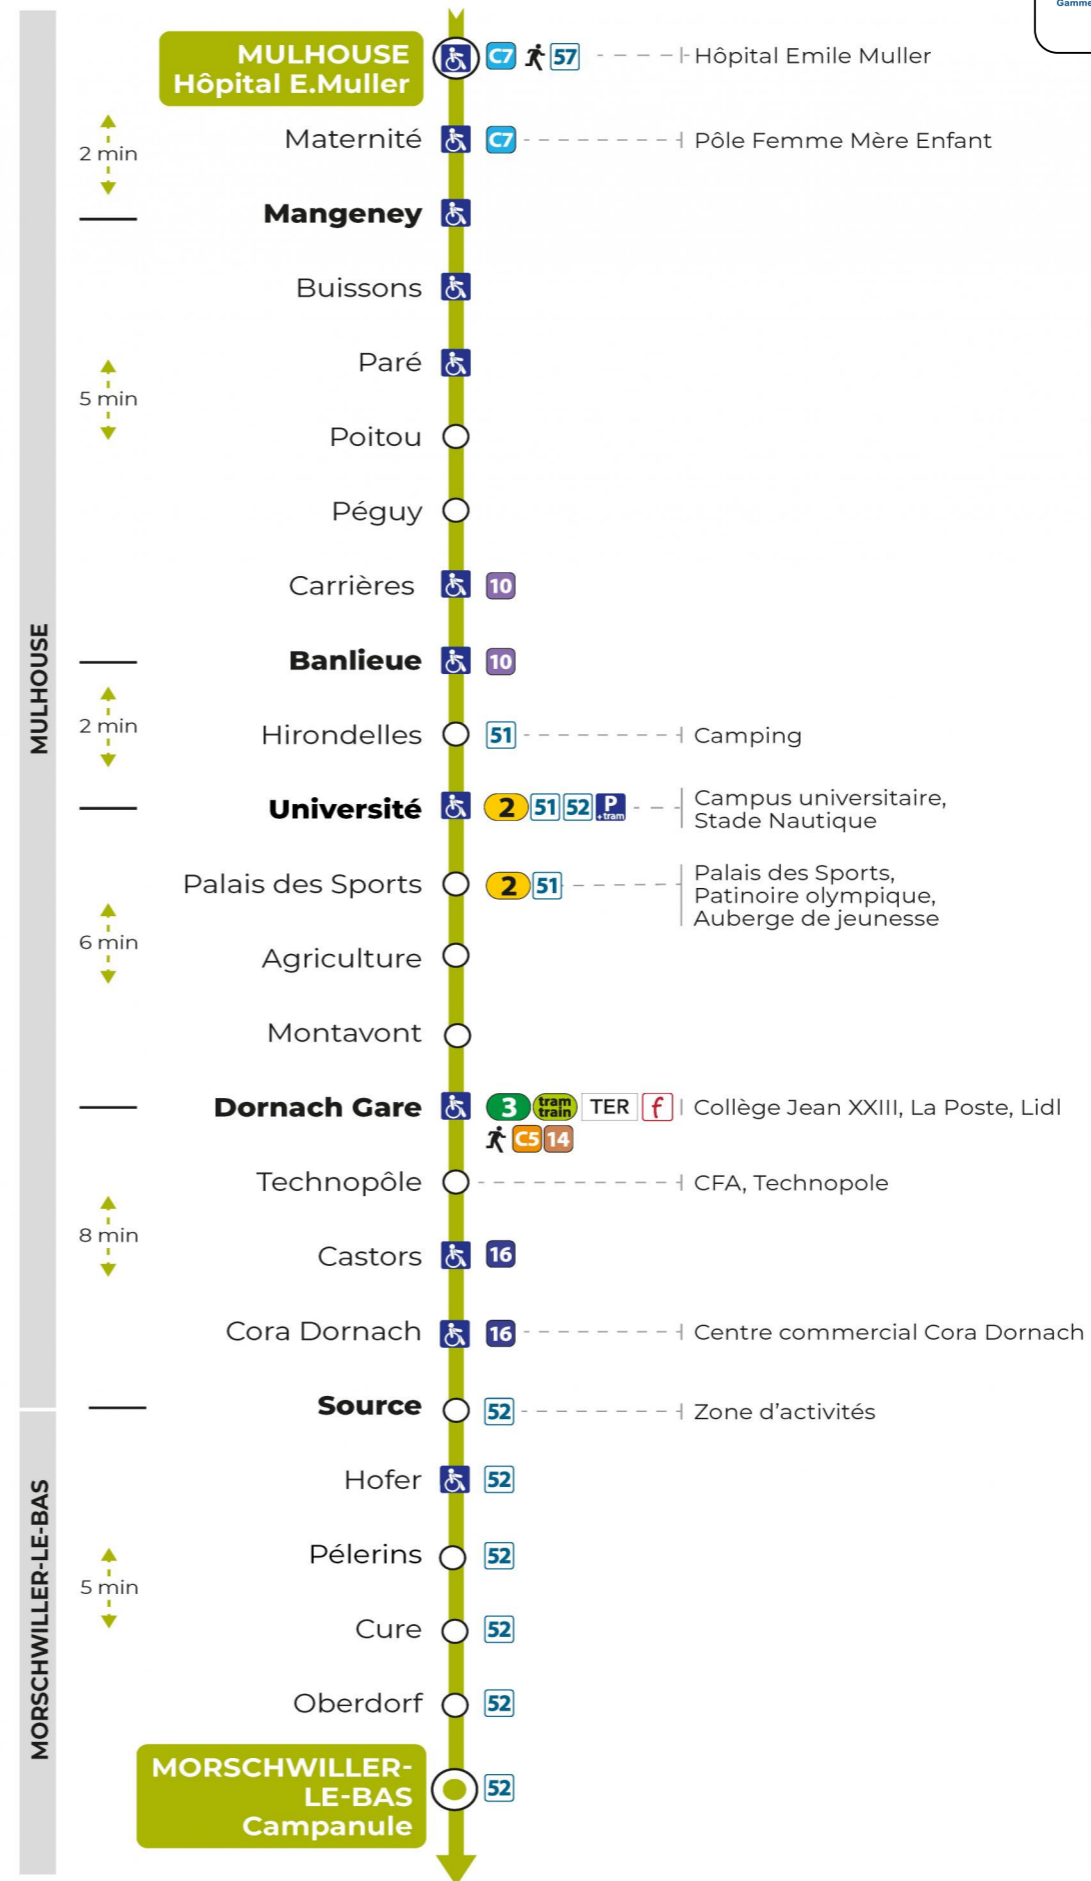 Gamme
MULHOUSE
Hôpital E.Muller
C7 57 Hôpital Emile Muller
Maternité C7 Pôle Femme Mère Enfant
2 min
Mangeney
Buissons
Paré
5 min
Poitou
Péguy
Carrières 10
Banlieue 10
MULHOUSE
2 min
Hirondelles 51 Camping
Université 2 51 52 P +tram
Campus universitaire,
Stade Nautique
Palais des Sports 2 51
Palais des Sports,
Patinoire olympique,
Auberge de jeunesse
6 min
Agriculture
Montavont
Dornach Gare 3 tram train TER f Collège Jean XXIII, La Poste, Lidl
C5 14
Technopôle CFA, Technopole
8 min
Castors 16
Cora Dornach 16 Centre commercial Cora Dornach
Source 52 Zone d'activités
Hofer 52
MORSCHWILLER-LE-BAS
Pélerins 52
5 min
Cure 52
Oberdorf 52
MORSCHWILLER-
LE-BAS
Campanule
52